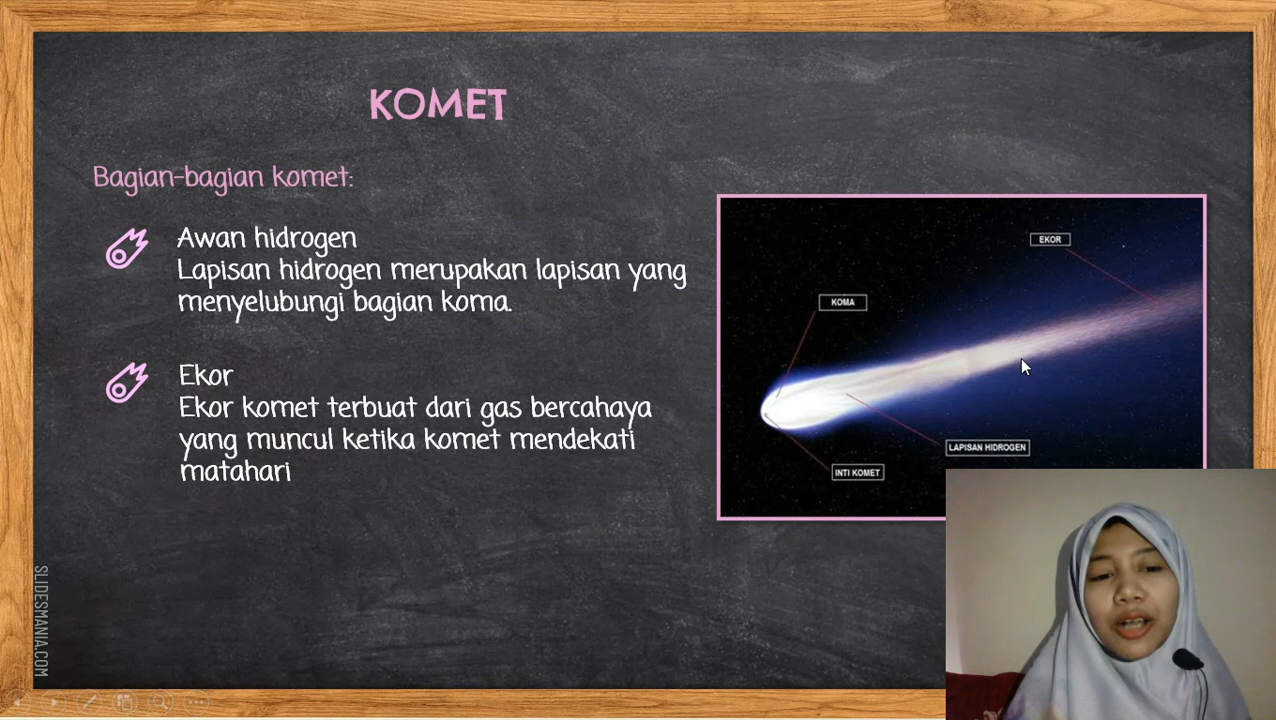 KOMET
Bagian-bagian komet:
Awan hidrogen
Lapisan hidrogen merupakan lapisan yang
menyelubungi bagian koma.
Ekor
Ekor komet terbuat dari gas bercahaya
yang muncul ketika komet mendekati
matahari
EKOR
KOMA
LAPISAN HIDROGEN
INTI KOMET
SLIDESMANIA.COM